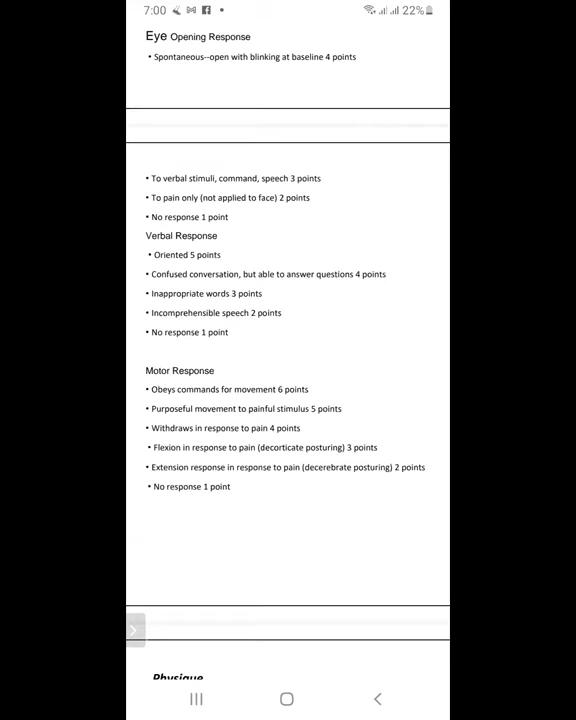 7:00
22%
Eye Opening Response
• Spontaneous--open with blinking at baseline 4 points
• To verbal stimuli, command, speech 3 points
• To pain only (not applied to face) 2 points
• No response 1 point
Verbal Response
• Oriented 5 points
• Confused conversation, but able to answer questions 4 points
• Inappropriate words 3 points
• Incomprehensible speech 2 points
• No response 1 point
Motor Response
• Obeys commands for movement 6 points
• Purposeful movement to painful stimulus 5 points
• Withdraws in response to pain 4 points
• Flexion in response to pain (decorticate posturing) 3 points
• Extension response in response to pain (decerebrate posturing) 2 points
• No response 1 point
Physique